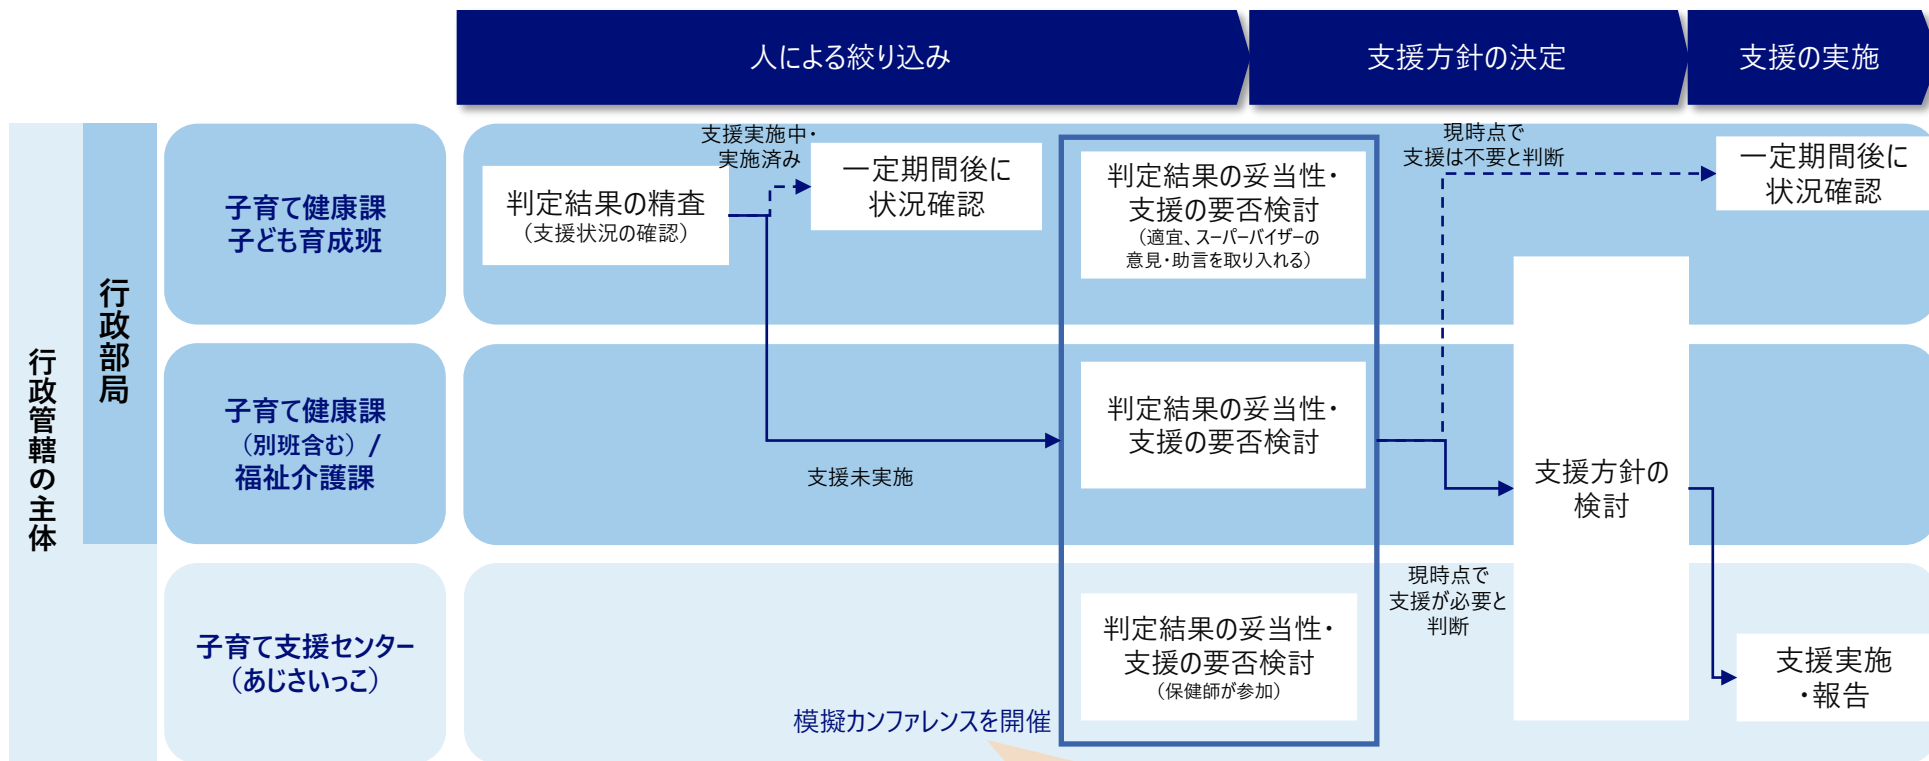 人による絞り込み
支援方針の決定
支援の実施
行政管轄の主体
行政部局
子育て健康課
子ども育成班
判定結果の精査
（支援状況の確認）
支援実施中・
実施済み
一定期間後に
状況確認
判定結果の妥当性・
支援の要否検討
（適宜、スーパーバイザーの
意見・助言を取り入れる）
現時点で
支援は不要と判断
一定期間後に
状況確認
子育て健康課
（別班含む） /
福祉介護課
支援未実施
判定結果の妥当性・
支援の要否検討
支援方針の
検討
子育て支援センター
（あじさいっこ）
模擬カンファレンスを開催
判定結果の妥当性・
支援の要否検討
（保健師が参加）
現時点で
支援が必要と
判断
支援実施
・報告